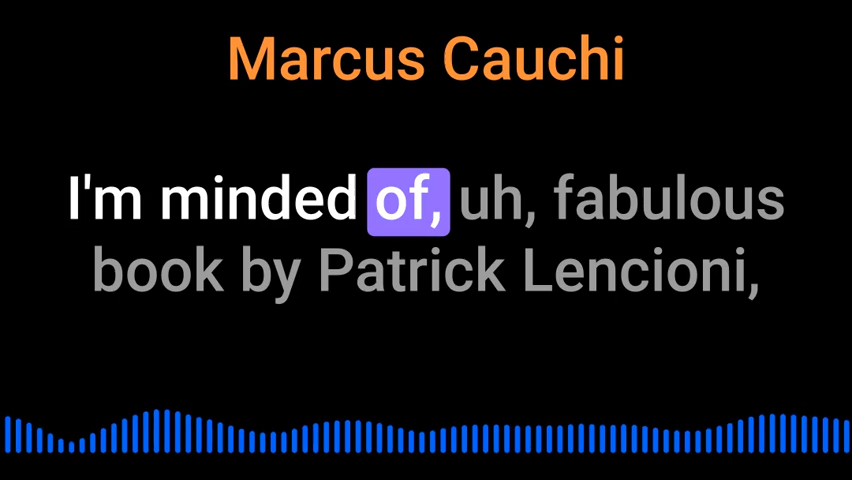 Marcus Cauchi
I'm minded of, uh, fabulous
book by Patrick Lencioni,